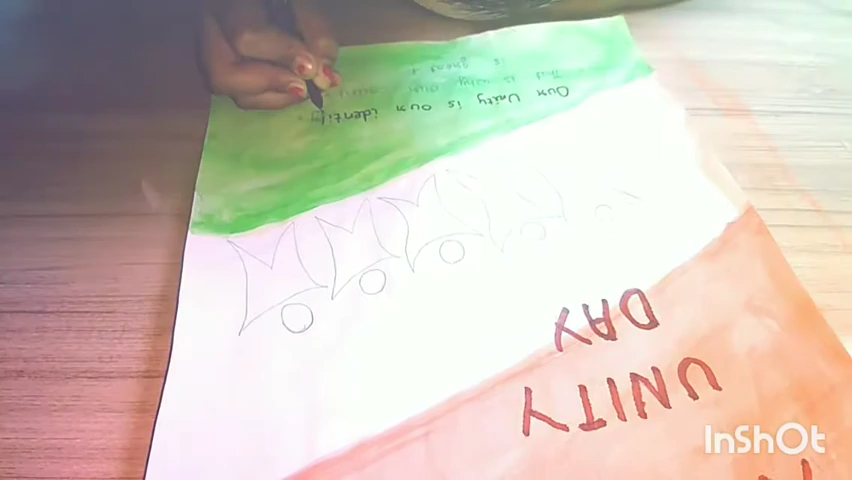 UNITY
DAY
Our Unity is our identity
This is why our
is great
InShOt